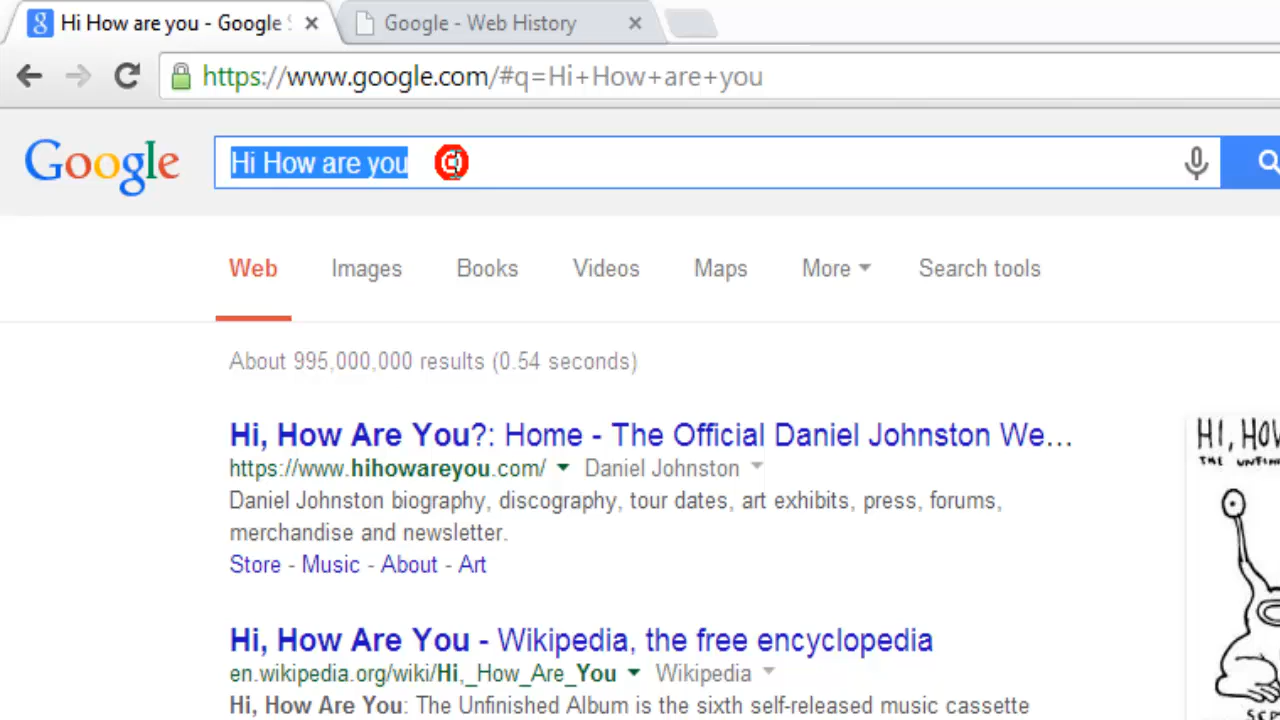 Hi How are you - Google
Google - Web History
https://www.google.com/#q=Hi+How+are+you
Google
Hi How are you
Web Images Books Videos Maps More Search tools
About 995,000,000 results (0.54 seconds)
Hi, How Are You?: Home - The Official Daniel Johnston We...
https://www.hihowareyou.com/ Daniel Johnston
Daniel Johnston biography, discography, tour dates, art exhibits, press, forums,
merchandise and newsletter.
Store - Music - About - Art
Hi, How Are You - Wikipedia, the free encyclopedia
en.wikipedia.org/wiki/Hi,_How_Are_You Wikipedia
Hi, How Are You: The Unfinished Album is the sixth self-released music cassette
HI, HOW
THE